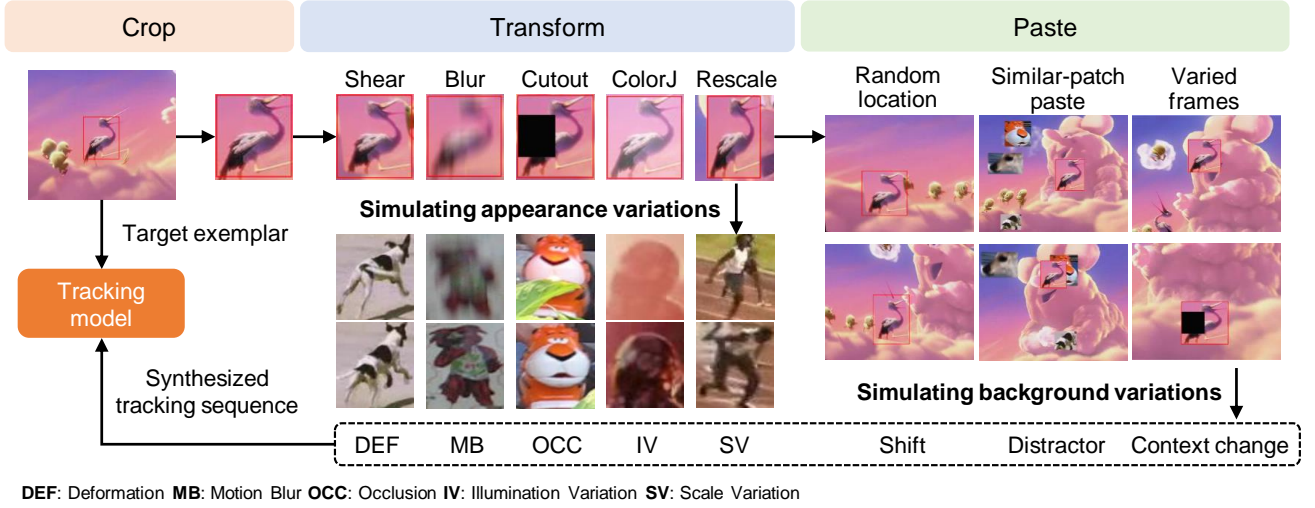 Crop
Transform
Paste
Shear
Blur
Cutout
ColorJ
Rescale
Random
location
Similar-patch
paste
Varied
frames
Simulating appearance variations
Target exemplar
Tracking
model
Synthesized
tracking sequence
Simulating background variations
DEF
MB
OCC
IV
SV
Shift
Distractor
Context change
DEF: Deformation MB: Motion Blur OCC: Occlusion IV: Illumination Variation SV: Scale Variation